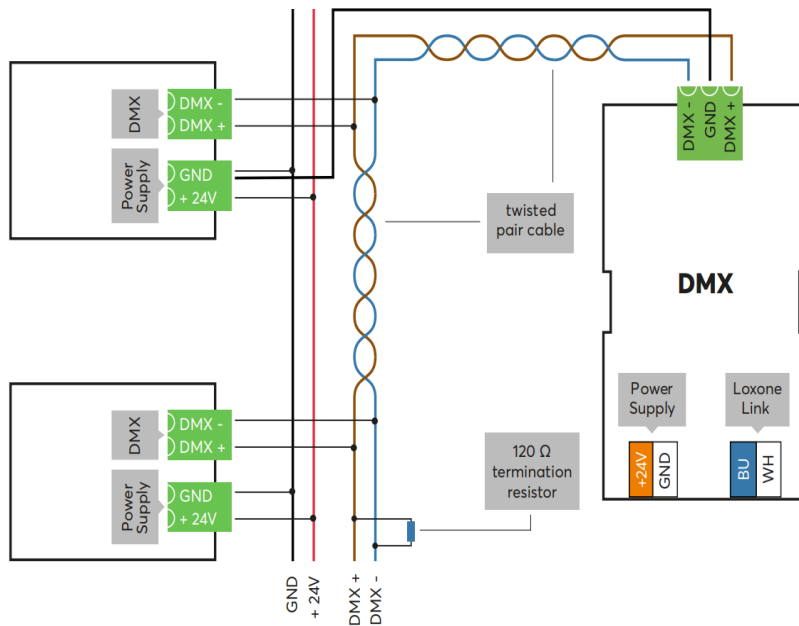 DMX
DMX -
DMX +
Power
Supply
GND
+ 24V
DMX -
GND
DMX +
twisted
pair cable
DMX
Power
Supply
Loxone
Link
+24V
GND
BU
WH
DMX
DMX -
DMX +
Power
Supply
GND
+ 24V
120 Ω
termination
resistor
GND
+ 24V
DMX +
DMX -